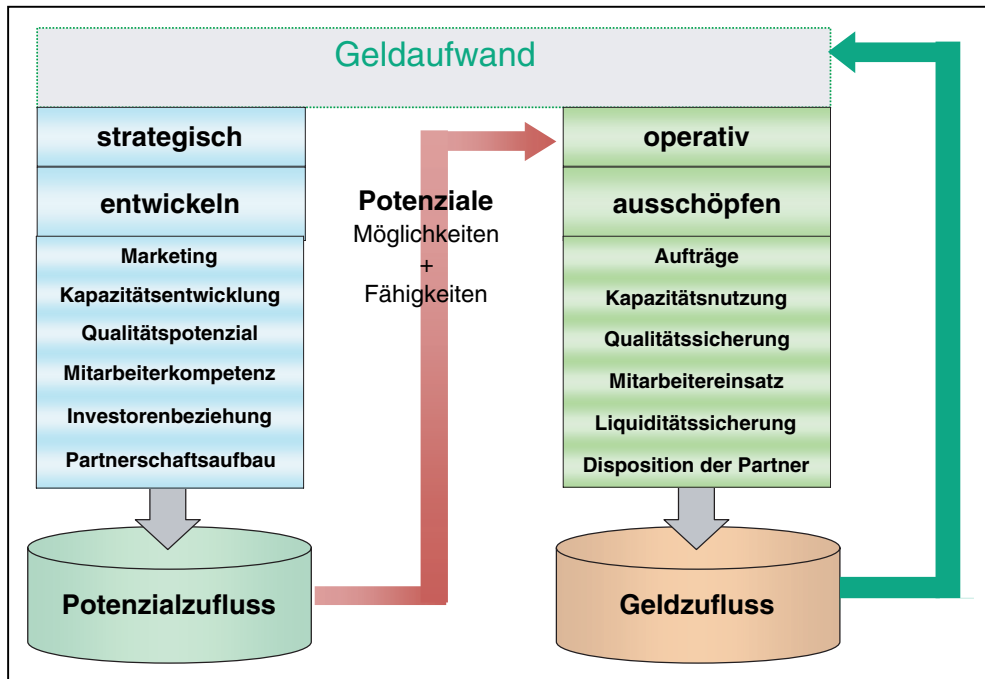 Geldaufwand
strategisch
entwickeln
Marketing
Kapazitätsentwicklung
Qualitätspotenzial
Mitarbeiterkompetenz
Investorenbeziehung
Partnerschaftsaufbau
Potenzialzufluss
Potenziale
Möglichkeiten
+
Fähigkeiten
operativ
ausschöpfen
Aufträge
Kapazitätsnutzung
Qualitätssicherung
Mitarbeitereinsatz
Liquiditätssicherung
Disposition der Partner
Geldzufluss